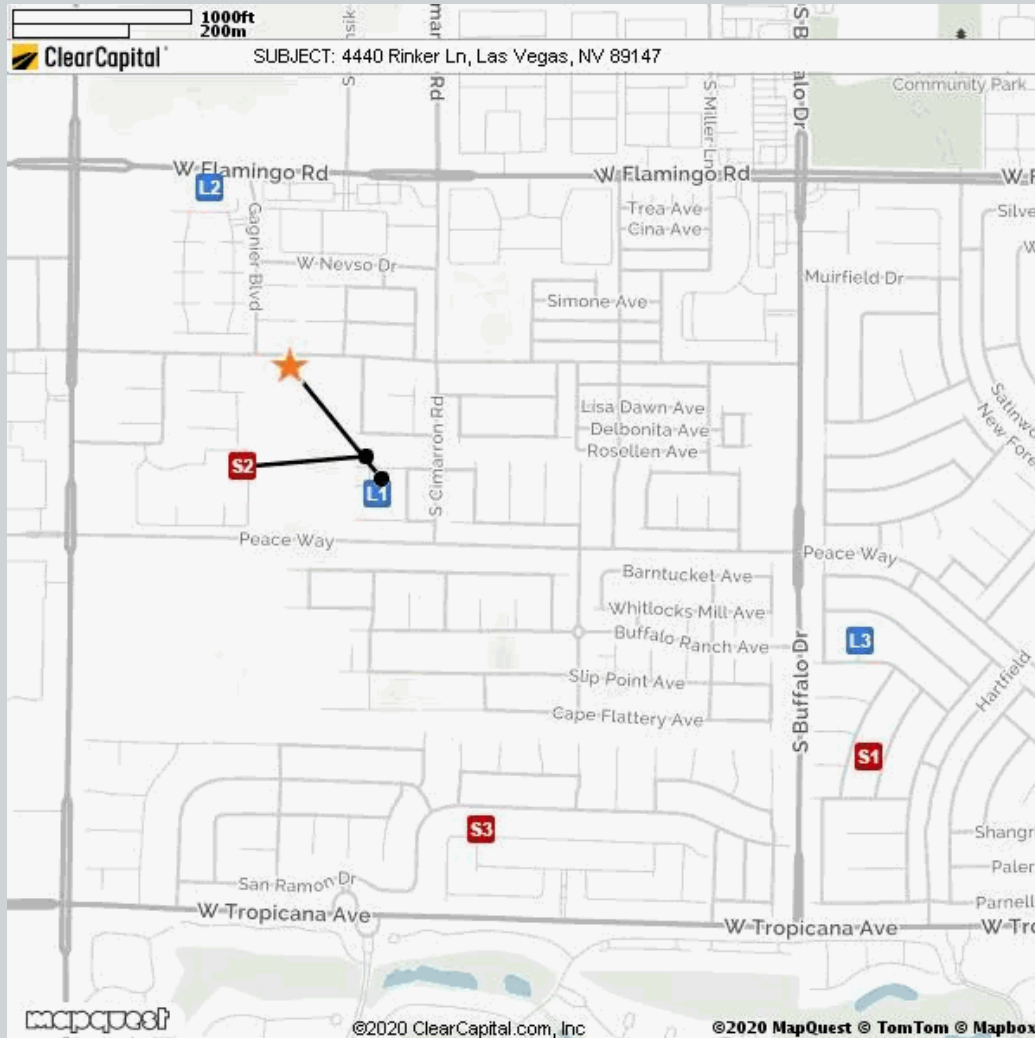 1000ft
200m
ClearCapital
SUBJECT: 4440 Rinker Ln, Las Vegas, NV 89147
Rd
S Miller Ln
Community Park
W Flamingo Rd
W Flamingo Rd
L2
Gagnier Blvd
Trea Ave
Cina Ave
W Nevso Dr
Muirfield Dr
Simone Ave
S Cimarron Rd
Lisa Dawn Ave
Delbonita Ave
Rosellen Ave
S2
L1
Peace Way
Peace Way
Barntucket Ave
Whitlocks Mill Ave
Buffalo Ranch Ave
L3
S Buffalo Dr
Hartfield
Slip Point Ave
Cape Flattery Ave
S1
S3
San Ramon Dr
W Tropicana Ave
W Tropicana Ave
Parnell
mapquest
©2020 ClearCapital.com, Inc
©2020 MapQuest © TomTom © Mapbox